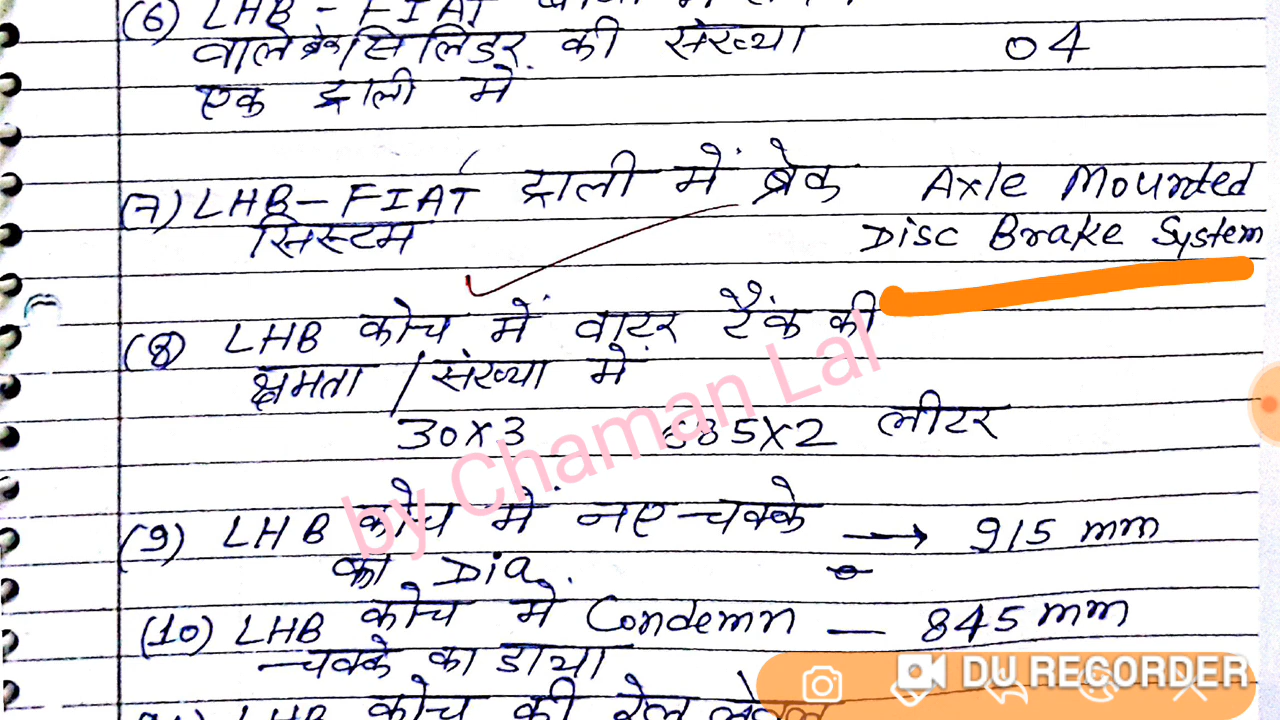 (6) LHB - FIAT
वाले ब्रेक सिलिंडर की संख्या 04
एक ट्राली में
(7) LHB-FIAT ट्राली में ब्रेक Axle Mounted
सिस्टम Disc Brake System
(8) LHB कोच में वाटर टैंक की
क्षमता / संख्या में
30X3 685X2 लीटर
by Chaman Lal
(9) LHB कोच में नए चक्के → 915 mm
का Dia.
(10) LHB कोच में Condemn — 845 mm
चक्के का डाया
LHB कोच की रेल लेवल
DU RECORDER